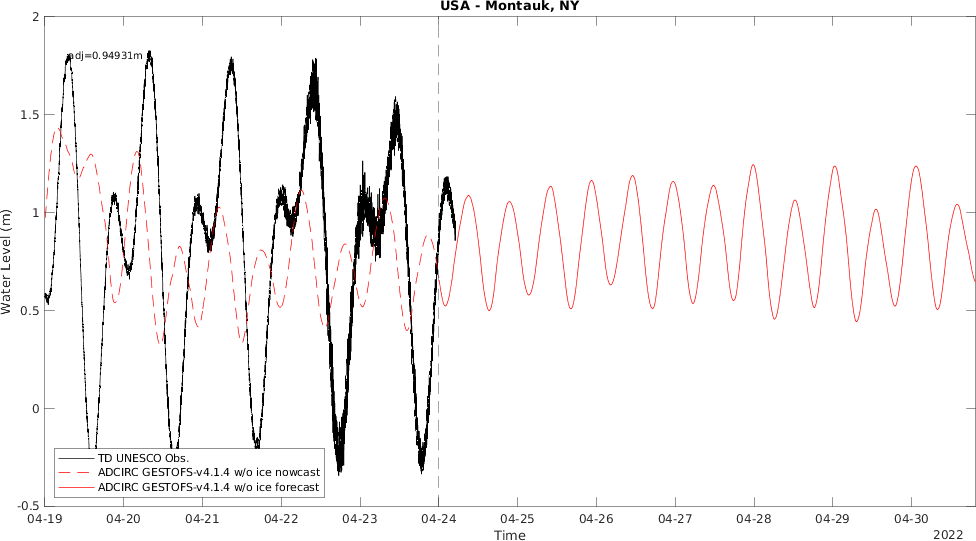 USA - Montauk, NY
adj=0.94931m
Water Level (m)
2
1.5
1
0.5
0
-0.5
TD UNESCO Obs.
ADCIRC GESTOFS-v4.1.4 w/o ice nowcast
ADCIRC GESTOFS-v4.1.4 w/o ice forecast
04-19 04-20 04-21 04-22 04-23 04-24 04-25 04-26 04-27 04-28 04-29 04-30
Time
2022